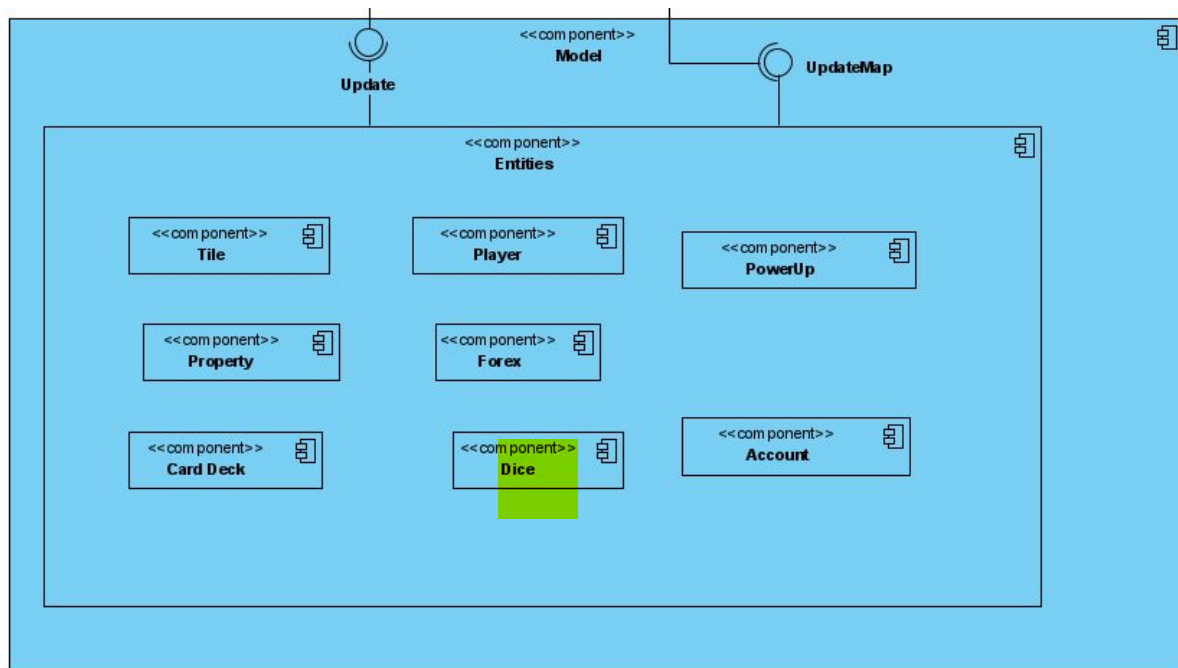 <<component>>
Model
Update
UpdateMap
<<component>>
Entities
<<component>>
Tile
<<component>>
Player
<<component>>
PowerUp
<<component>>
Property
<<component>>
Forex
<<component>>
Card Deck
<<component>>
Dice
<<component>>
Account